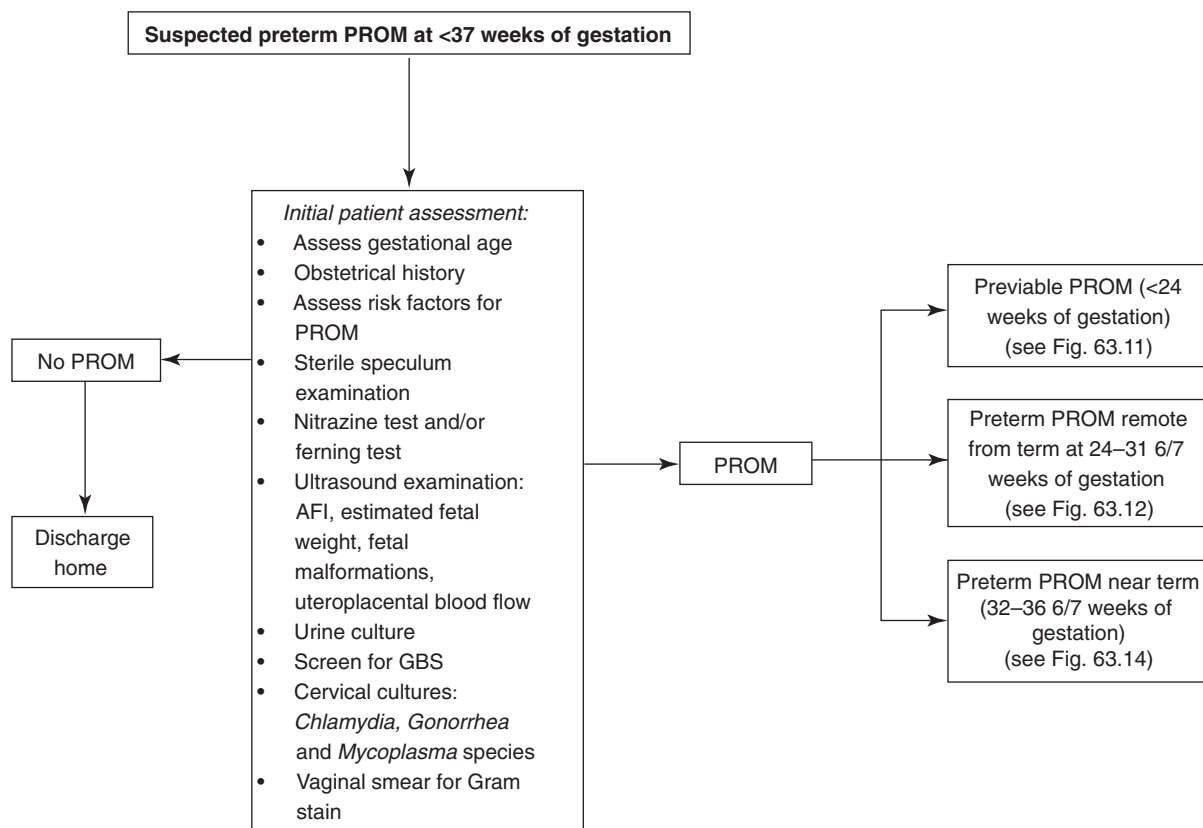 Suspected preterm PROM at <37 weeks of gestation
Initial patient assessment:
• Assess gestational age
• Obstetrical history
• Assess risk factors for
PROM
• Sterile speculum
examination
• Nitrazine test and/or
ferning test
• Ultrasound examination:
AFI, estimated fetal
weight, fetal
malformations,
uteroplacental blood flow
• Urine culture
• Screen for GBS
• Cervical cultures:
Chlamydia, Gonorrhea
and Mycoplasma species
• Vaginal smear for Gram
stain
No PROM
Discharge
home
PROM
Previable PROM (<24
weeks of gestation)
(see Fig. 63.11)
Preterm PROM remote
from term at 24–31 6/7
weeks of gestation
(see Fig. 63.12)
Preterm PROM near term
(32–36 6/7 weeks of
gestation)
(see Fig. 63.14)